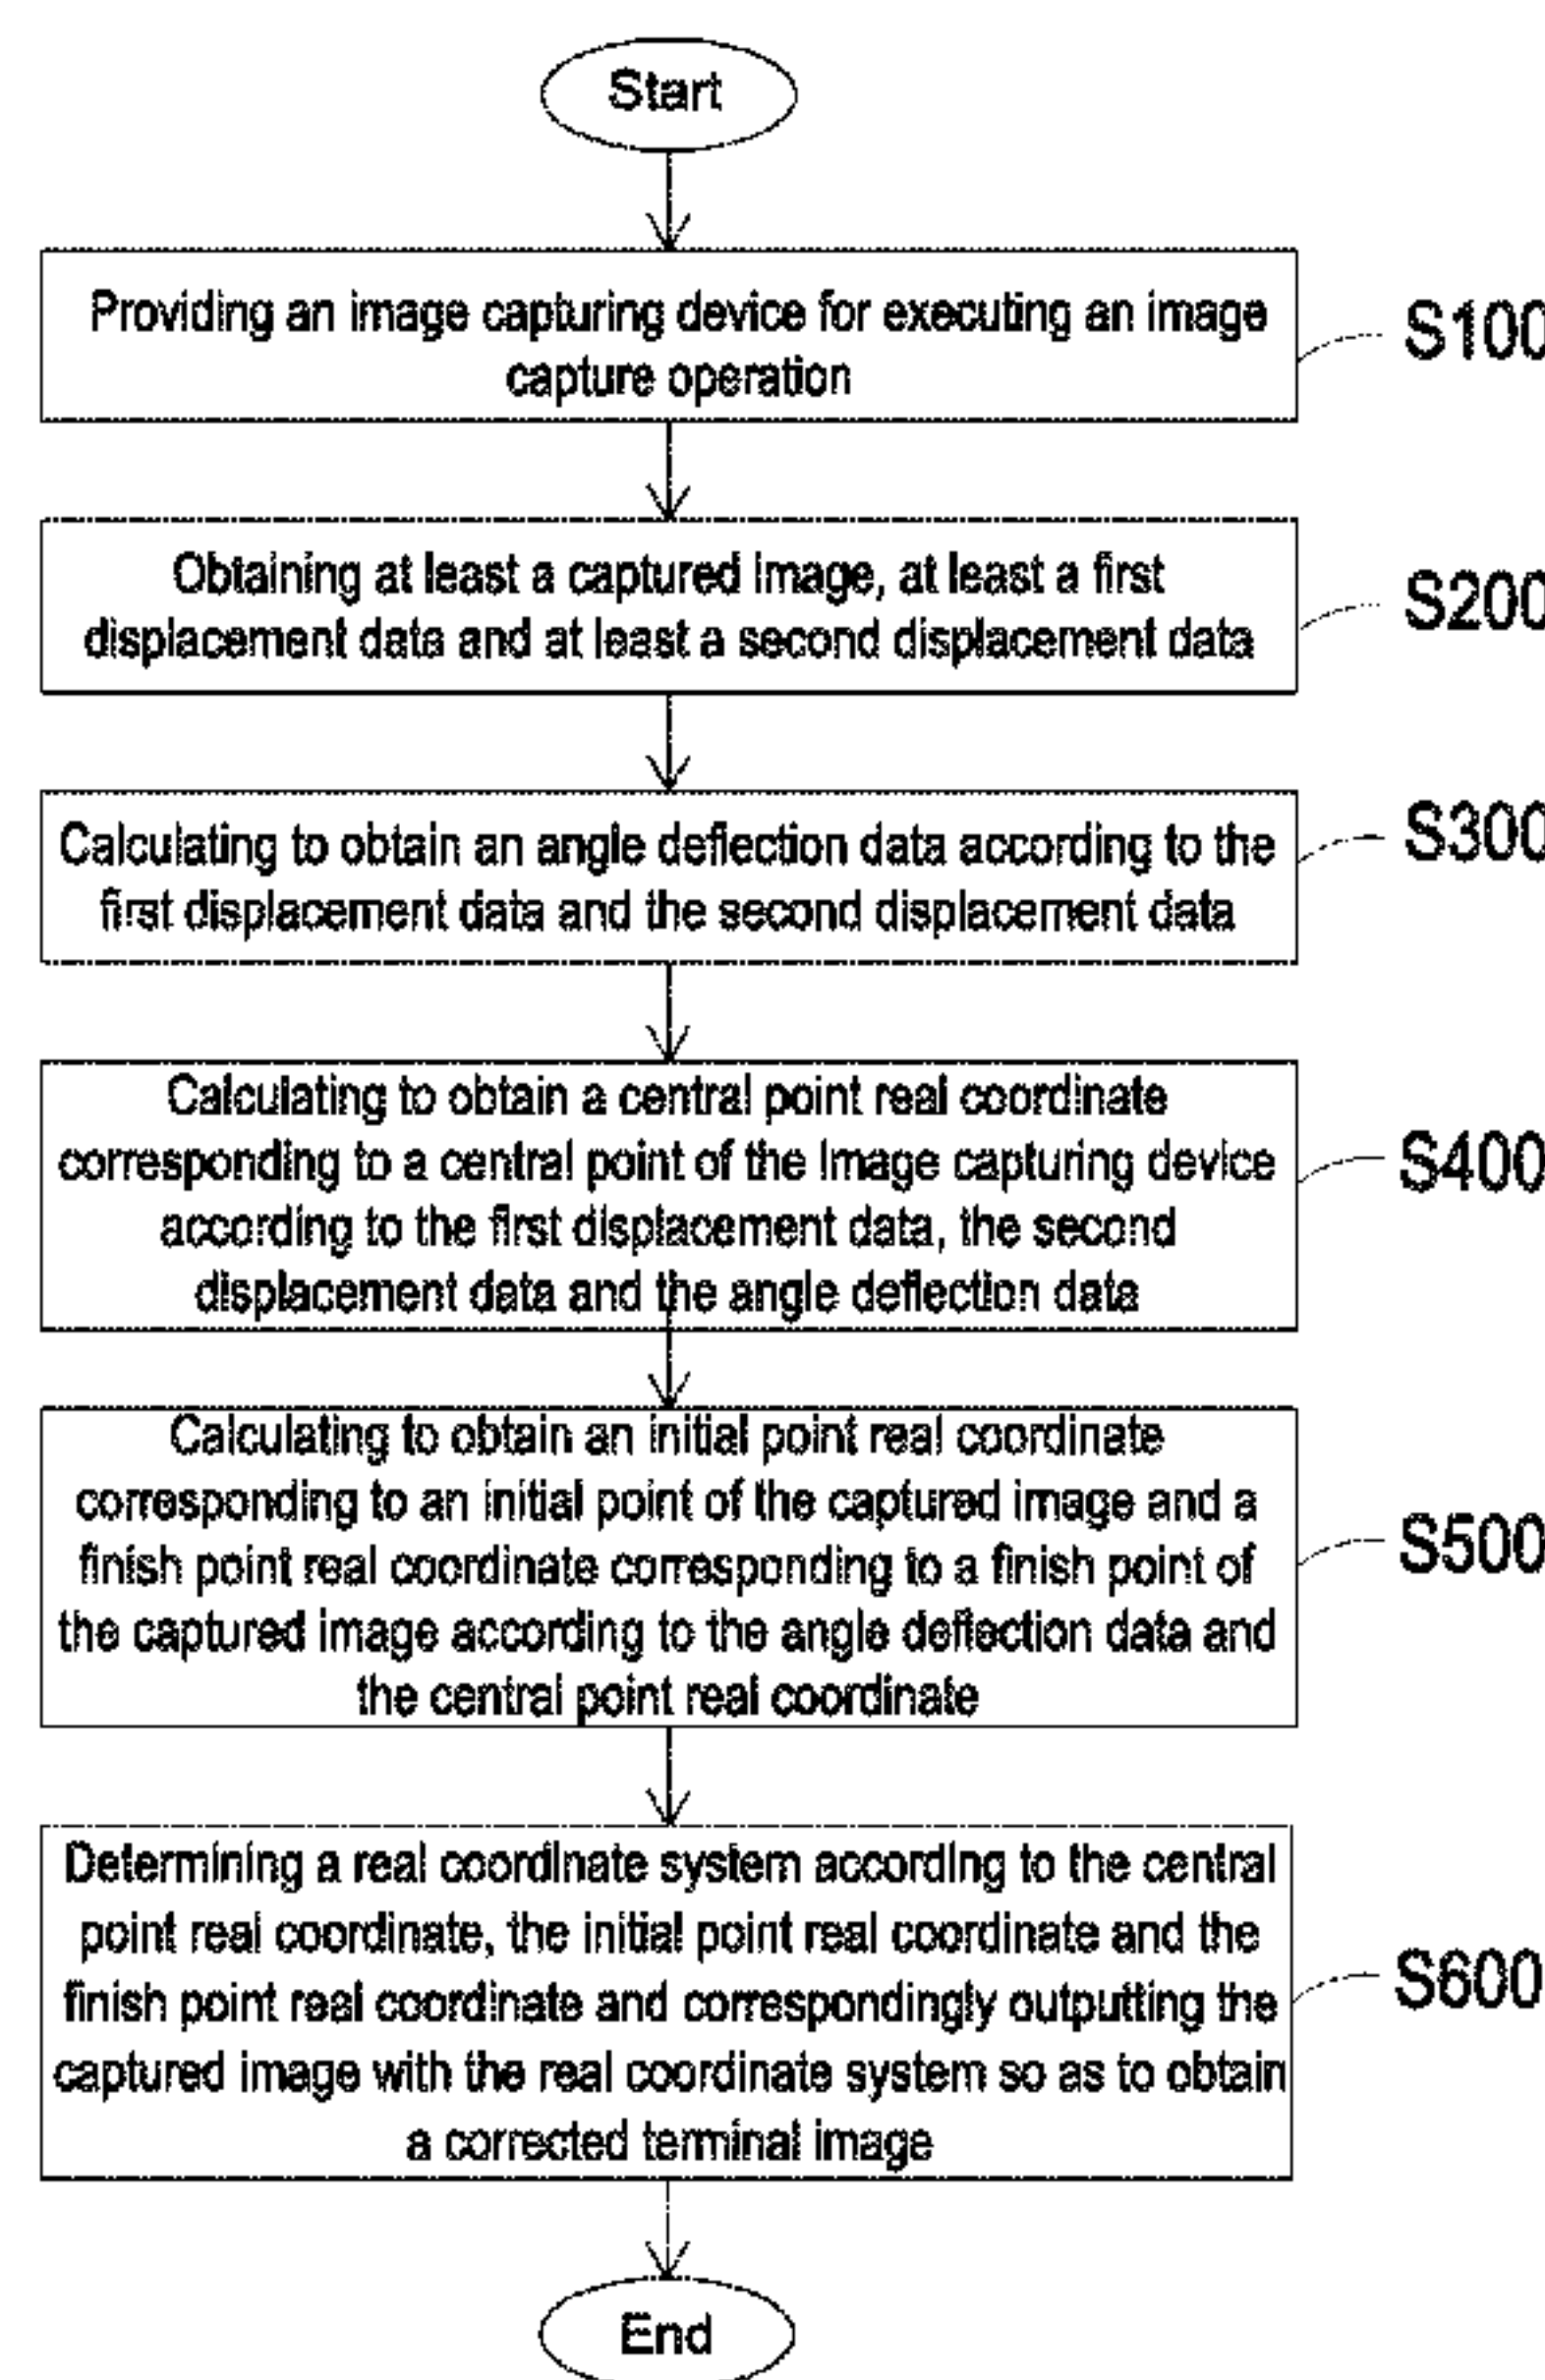 Start
Providing an image capturing device for executing an image
capture operation
S100
Obtaining at least a captured image, at least a first
displacement data and at least a second displacement data
S200
Calculating to obtain an angle deflection data according to the
first displacement data and the second displacement data
S300
Calculating to obtain a central point real coordinate
corresponding to a central point of the image capturing device
according to the first displacement data, the second
displacement data and the angle deflection data
S400
Calculating to obtain an initial point real coordinate
corresponding to an initial point of the captured image and a
finish point real coordinate corresponding to a finish point of
the captured image according to the angle deflection data and
the central point real coordinate
S500
Determining a real coordinate system according to the central
point real coordinate, the initial point real coordinate and the
finish point real coordinate and correspondingly outputting the
captured image with the real coordinate system so as to obtain
a corrected terminal image
S600
End